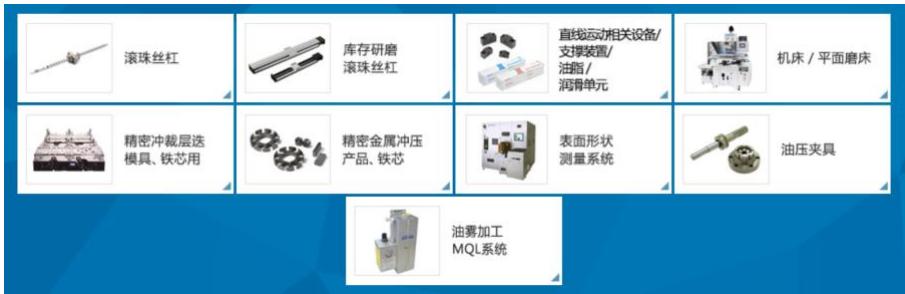 滚珠丝杠
库存研磨
滚珠丝杠
直线运动相关设备/
支撑装置/
油脂/
润滑单元
机床 / 平面磨床
精密冲裁层迭
模具、铁芯用
精密金属冲压
产品、铁芯
表面形状
测量系统
油压夹具
油雾加工
MQL系统